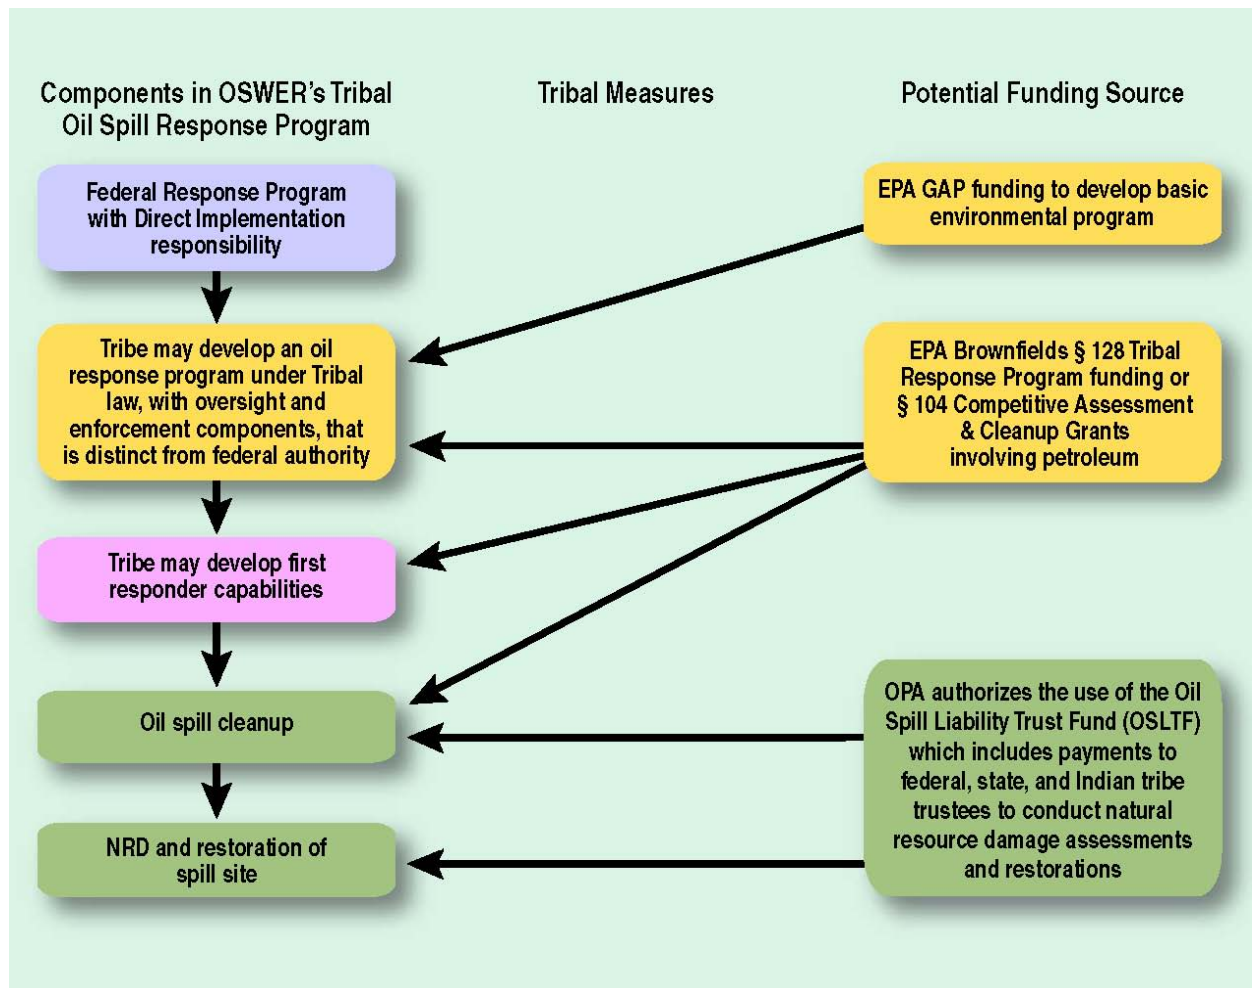 Components in OSWER's Tribal
Oil Spill Response Program
Tribal Measures
Potential Funding Source
Federal Response Program
with Direct Implementation
responsibility
EPA GAP funding to develop basic
environmental program
Tribe may develop an oil
response program under Tribal
law, with oversight and
enforcement components, that
is distinct from federal authority
EPA Brownfields § 128 Tribal
Response Program funding or
§ 104 Competitive Assessment
& Cleanup Grants
involving petroleum
Tribe may develop first
responder capabilities
Oil spill cleanup
OPA authorizes the use of the Oil
Spill Liability Trust Fund (OSLTF)
which includes payments to
federal, state, and Indian tribe
trustees to conduct natural
resource damage assessments
and restorations
NRD and restoration of
spill site